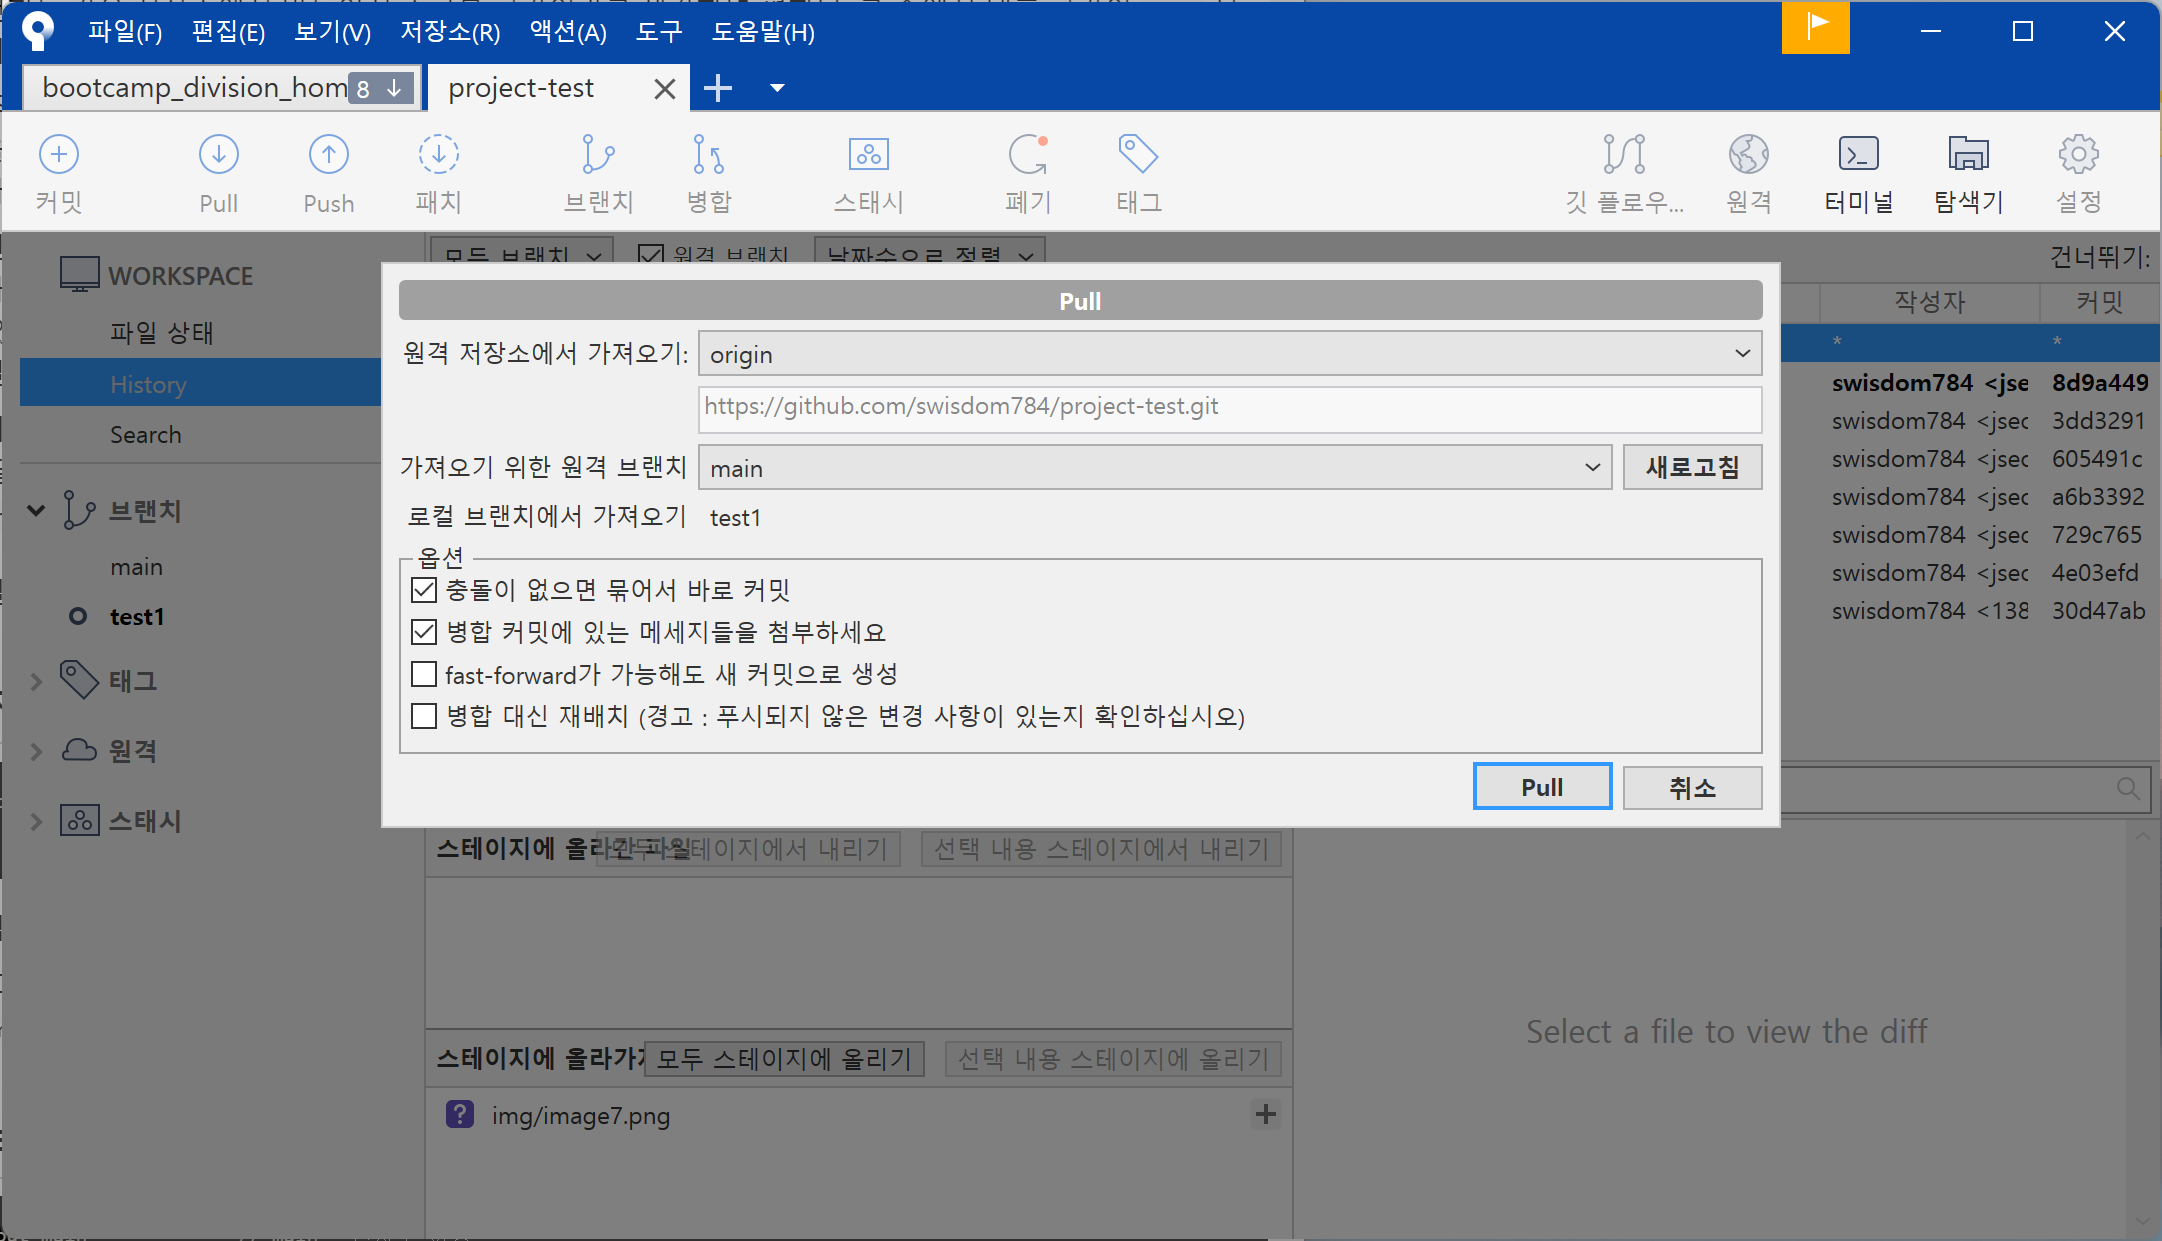 파일(F) 편집(E) 보기(V) 저장소(R) 액션(A) 도구 도움말(H)
bootcamp_division_hom 8 project-test
커밋 Pull Push 패치 브랜치 병합 스태시 폐기 태그 깃 플로우... 원격 터미널 탐색기 설정
모든 브랜치 원격 브랜치 날짜순으로 정렬 건너뛰기:
WORKSPACE
파일 상태
History
Search
브랜치
main
test1
태그
원격
스태시
작성자 커밋
* *
swisdom784 <jse 8d9a449
swisdom784 <jsec 3dd3291
swisdom784 <jsec 605491c
swisdom784 <jsec a6b3392
swisdom784 <jsec 729c765
swisdom784 <jsec 4e03efd
swisdom784 <138 30d47ab
Pull
원격 저장소에서 가져오기: origin
https://github.com/swisdom784/project-test.git
가져오기 위한 원격 브랜치 main 새로고침
로컬 브랜치에서 가져오기 test1
옵션
충돌이 없으면 묶어서 바로 커밋
병합 커밋에 있는 메세지들을 첨부하세요
fast-forward가 가능해도 새 커밋으로 생성
병합 대신 재배치 (경고 : 푸시되지 않은 변경 사항이 있는지 확인하십시오)
Pull 취소
스테이지에 올라간 파일 모두 스테이지에서 내리기 선택 내용 스테이지에서 내리기
스테이지에 올라가지 모두 스테이지에 올리기 선택 내용 스테이지에 올리기
? img/image7.png
Select a file to view the diff